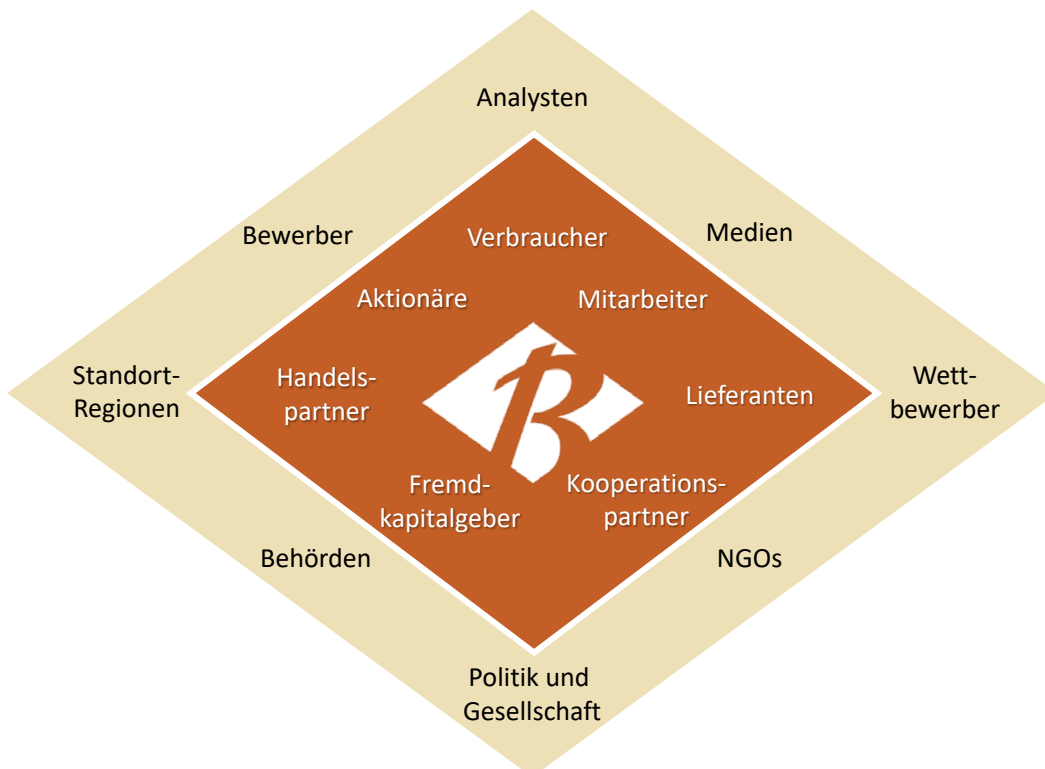 Analysten
Bewerber
Verbraucher
Medien
Aktionäre
Mitarbeiter
Standort-
Regionen
Handels-
partner
B
Lieferanten
Wett-
bewerber
Fremd-
kapitalgeber
Kooperations-
partner
Behörden
NGOs
Politik und
Gesellschaft